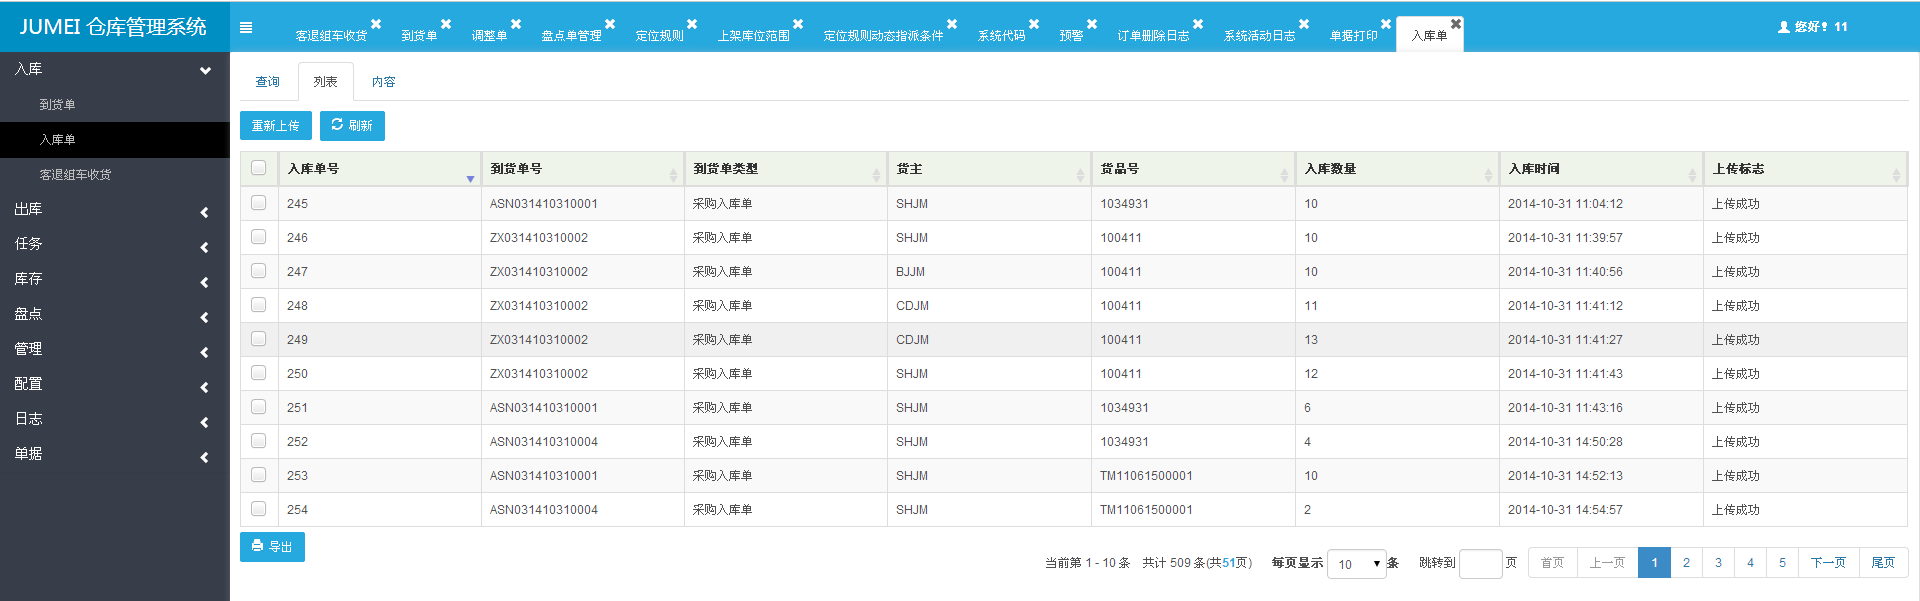 JUMEI 仓库管理系统
客退组车收货 到货单 调整单 盘点单管理 定位规则 上架库位范围 定位规则动态指派条件 系统代码 预警 订单删除日志 系统活动日志 单据打印 入库单
您好! 11
入库
到货单
入库单
客退组车收货
出库
任务
库存
盘点
管理
配置
日志
单据
查询 列表 内容
重新上传 刷新
入库单号 到货单号 到货单类型 货主 货品号 入库数量 入库时间 上传标志
245 ASN031410310001 采购入库单 SHJM 1034931 10 2014-10-31 11:04:12 上传成功
246 ZX031410310002 采购入库单 SHJM 100411 10 2014-10-31 11:39:57 上传成功
247 ZX031410310002 采购入库单 BJJM 100411 10 2014-10-31 11:40:56 上传成功
248 ZX031410310002 采购入库单 CDJM 100411 11 2014-10-31 11:41:12 上传成功
249 ZX031410310002 采购入库单 CDJM 100411 13 2014-10-31 11:41:27 上传成功
250 ZX031410310002 采购入库单 SHJM 100411 12 2014-10-31 11:41:43 上传成功
251 ASN031410310001 采购入库单 SHJM 1034931 6 2014-10-31 11:43:16 上传成功
252 ASN031410310004 采购入库单 SHJM 1034931 4 2014-10-31 14:50:28 上传成功
253 ASN031410310001 采购入库单 SHJM TM11061500001 10 2014-10-31 14:52:13 上传成功
254 ASN031410310004 采购入库单 SHJM TM11061500001 2 2014-10-31 14:54:57 上传成功
导出
当前第 1 - 10 条 共计 509 条(共51页) 每页显示 10 条 跳转到 页 首页 上一页 1 2 3 4 5 下一页 尾页